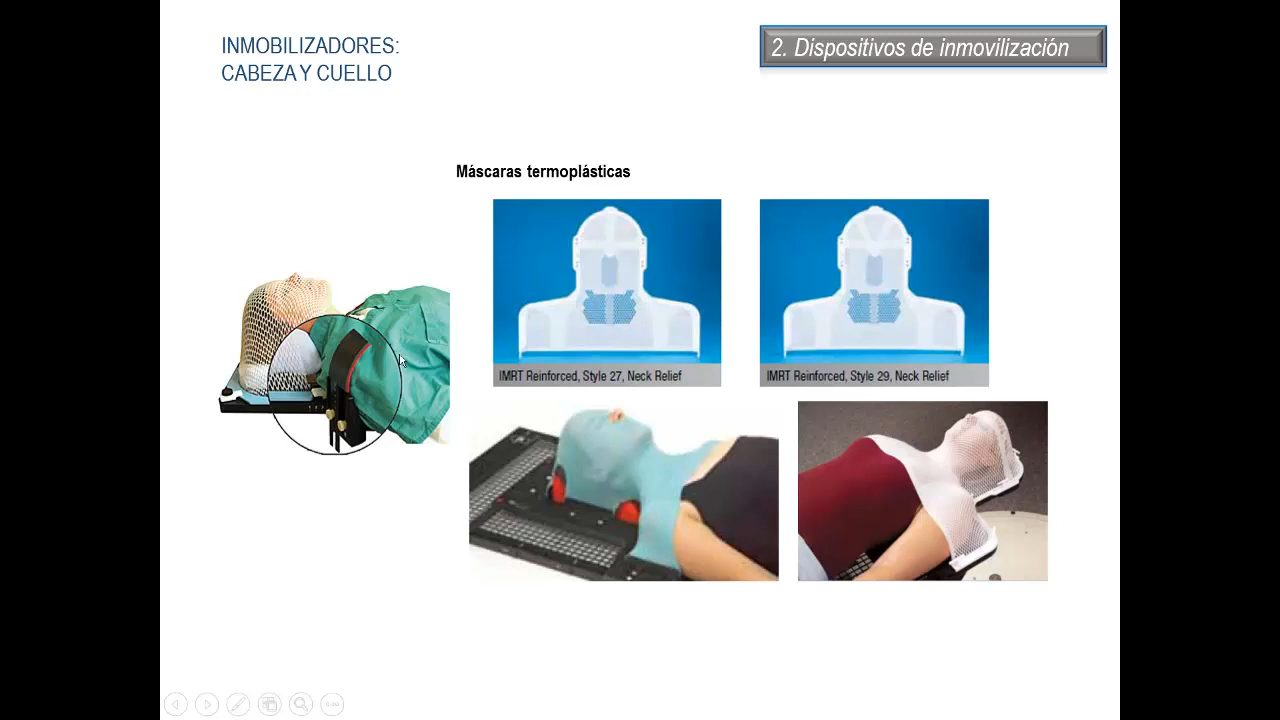 INMOBILIZADORES:
CABEZA Y CUELLO
2. Dispositivos de inmovilización
Máscaras termoplásticas
IMRT Reinforced, Style 27, Neck Relief
IMRT Reinforced, Style 29, Neck Relief